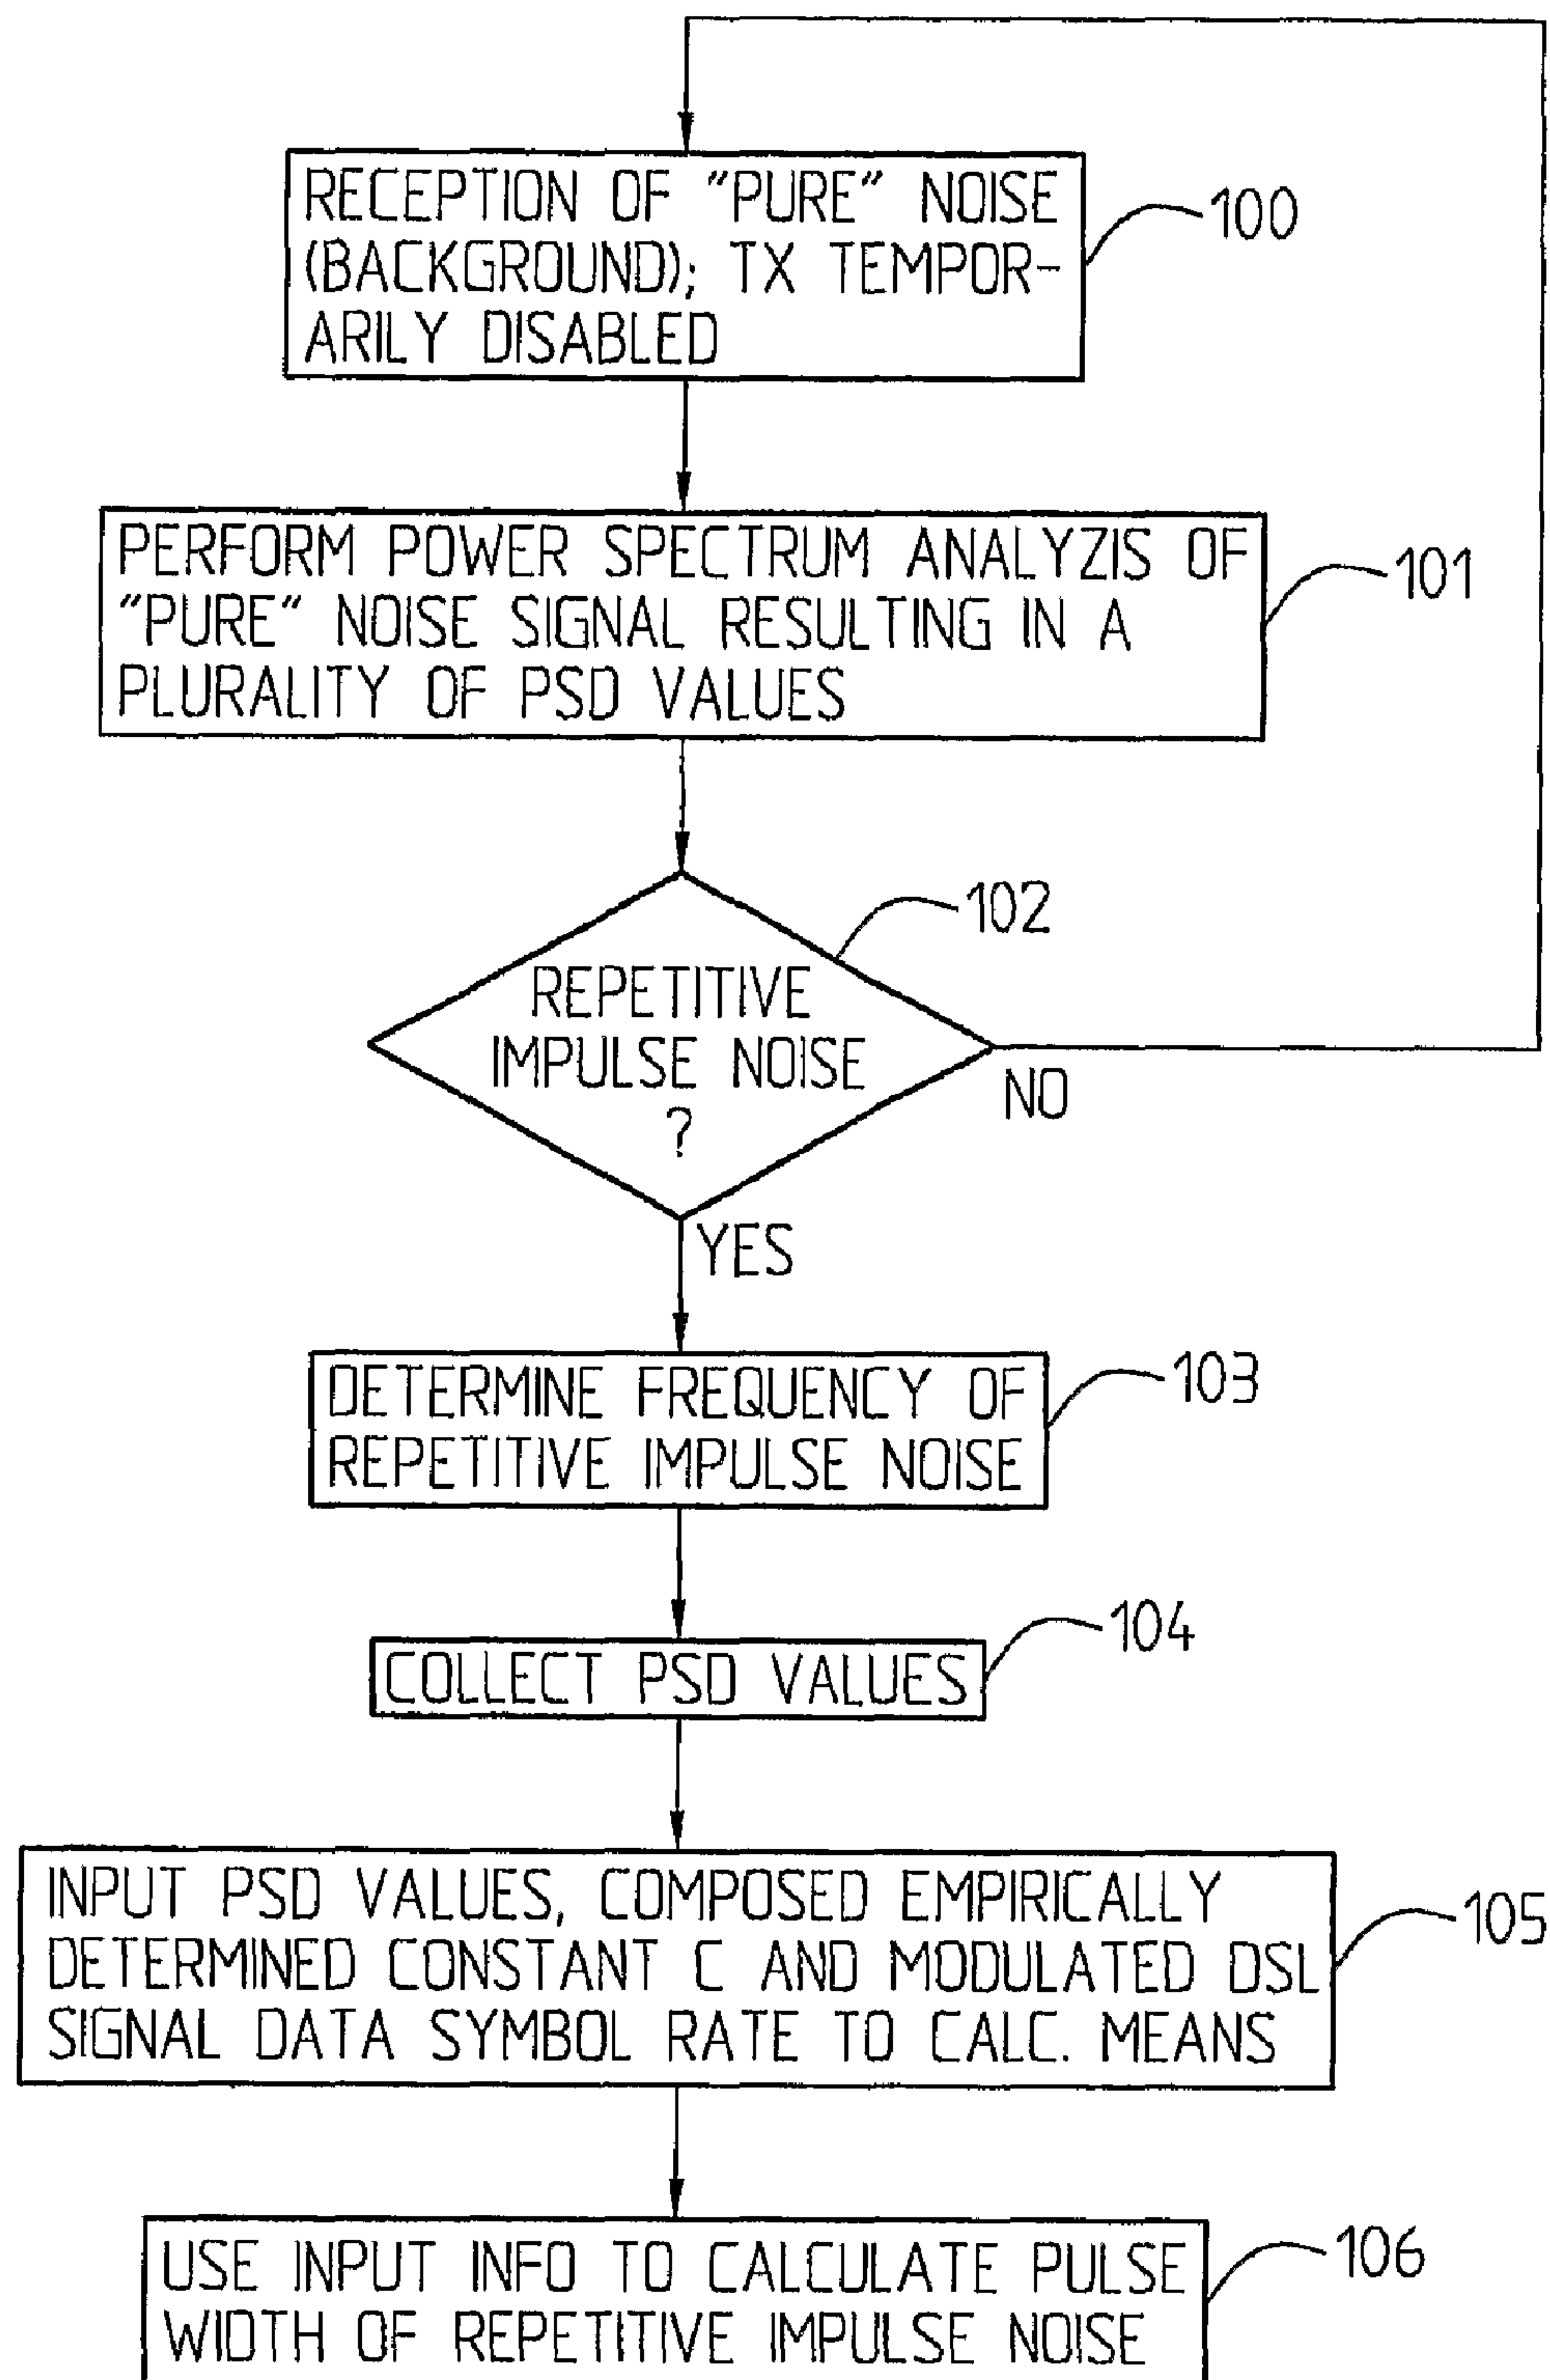 RECEPTION OF "PURE" NOISE
(BACKGROUND); TX TEMPOR-
ARILY DISABLED
100
PERFORM POWER SPECTRUM ANALYZIS OF
"PURE" NOISE SIGNAL RESULTING IN A
PLURALITY OF PSD VALUES
101
102
REPETITIVE
IMPULSE NOISE
?
NO
YES
DETERMINE FREQUENCY OF
REPETITIVE IMPULSE NOISE
103
COLLECT PSD VALUES
104
INPUT PSD VALUES, COMPOSED EMPIRICALLY
DETERMINED CONSTANT C AND MODULATED DSL
SIGNAL DATA SYMBOL RATE TO CALC. MEANS
105
USE INPUT INFO TO CALCULATE PULSE
WIDTH OF REPETITIVE IMPULSE NOISE
106